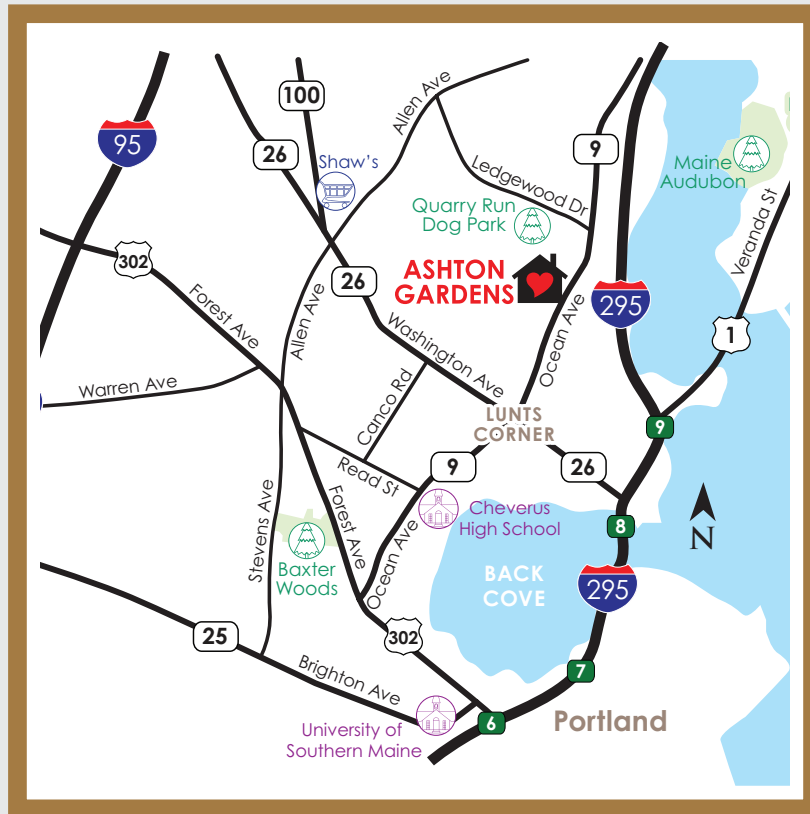 100
Allen Ave
95
26
9
Shaw's
Maine
Audubon
Ledgewood Dr
Quarry Run
Dog Park
Veranda St
302
ASHTON
GARDENS
26
295
Forest Ave
Allen Ave
Washington Ave
Ocean Ave
1
Warren Ave
Canco Rd
LUNTS
CORNER
9
Read St
9
26
Forest Ave
Stevens Ave
Cheverus
High School
8
N
Ocean Ave
Baxter
Woods
BACK
COVE
295
25
302
Brighton Ave
7
University of
Southern Maine
6
Portland